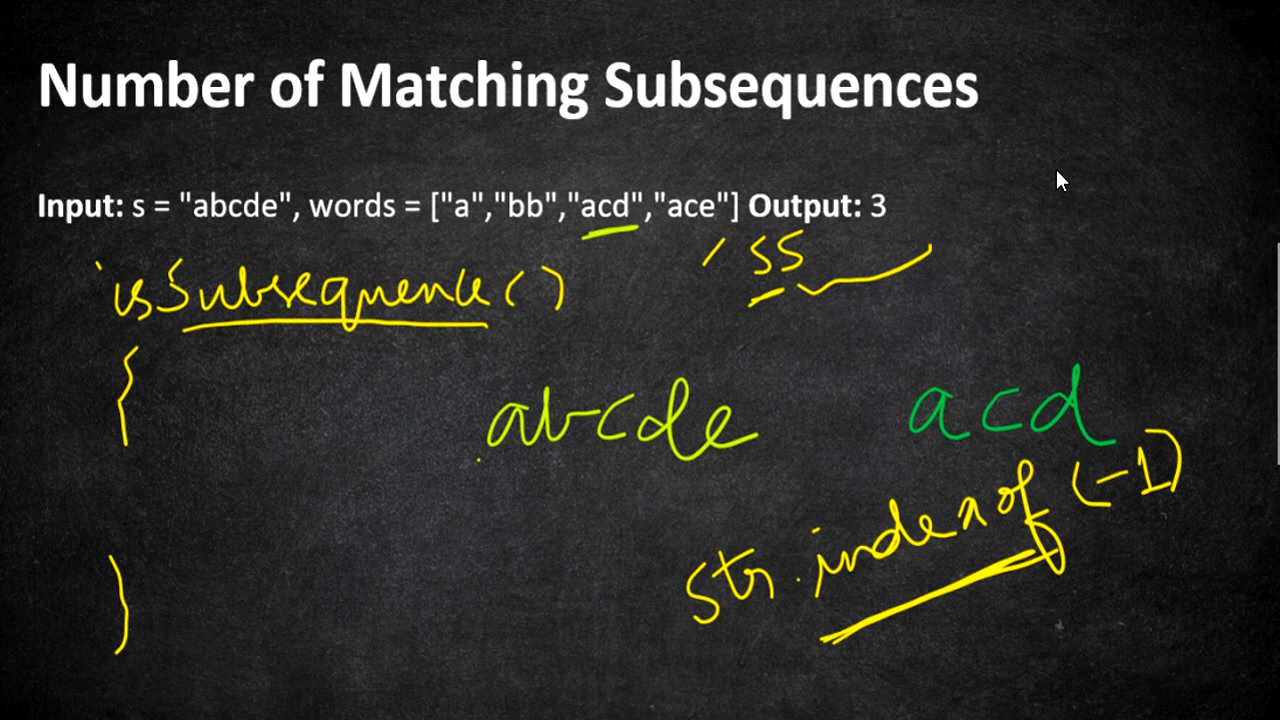 Number of Matching Subsequences
Input: s = "abcde", words = ["a","bb","acd","ace"] Output: 3
isSubsequence()
SS
{
abcde
acd
str.indexof(-1)
}